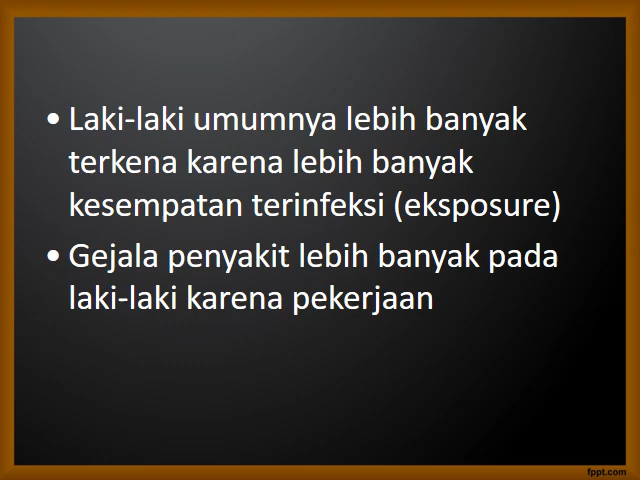 • Laki-laki umumnya lebih banyak
terkena karena lebih banyak
kesempatan terinfeksi (eksposure)
• Gejala penyakit lebih banyak pada
laki-laki karena pekerjaan
fppt.com